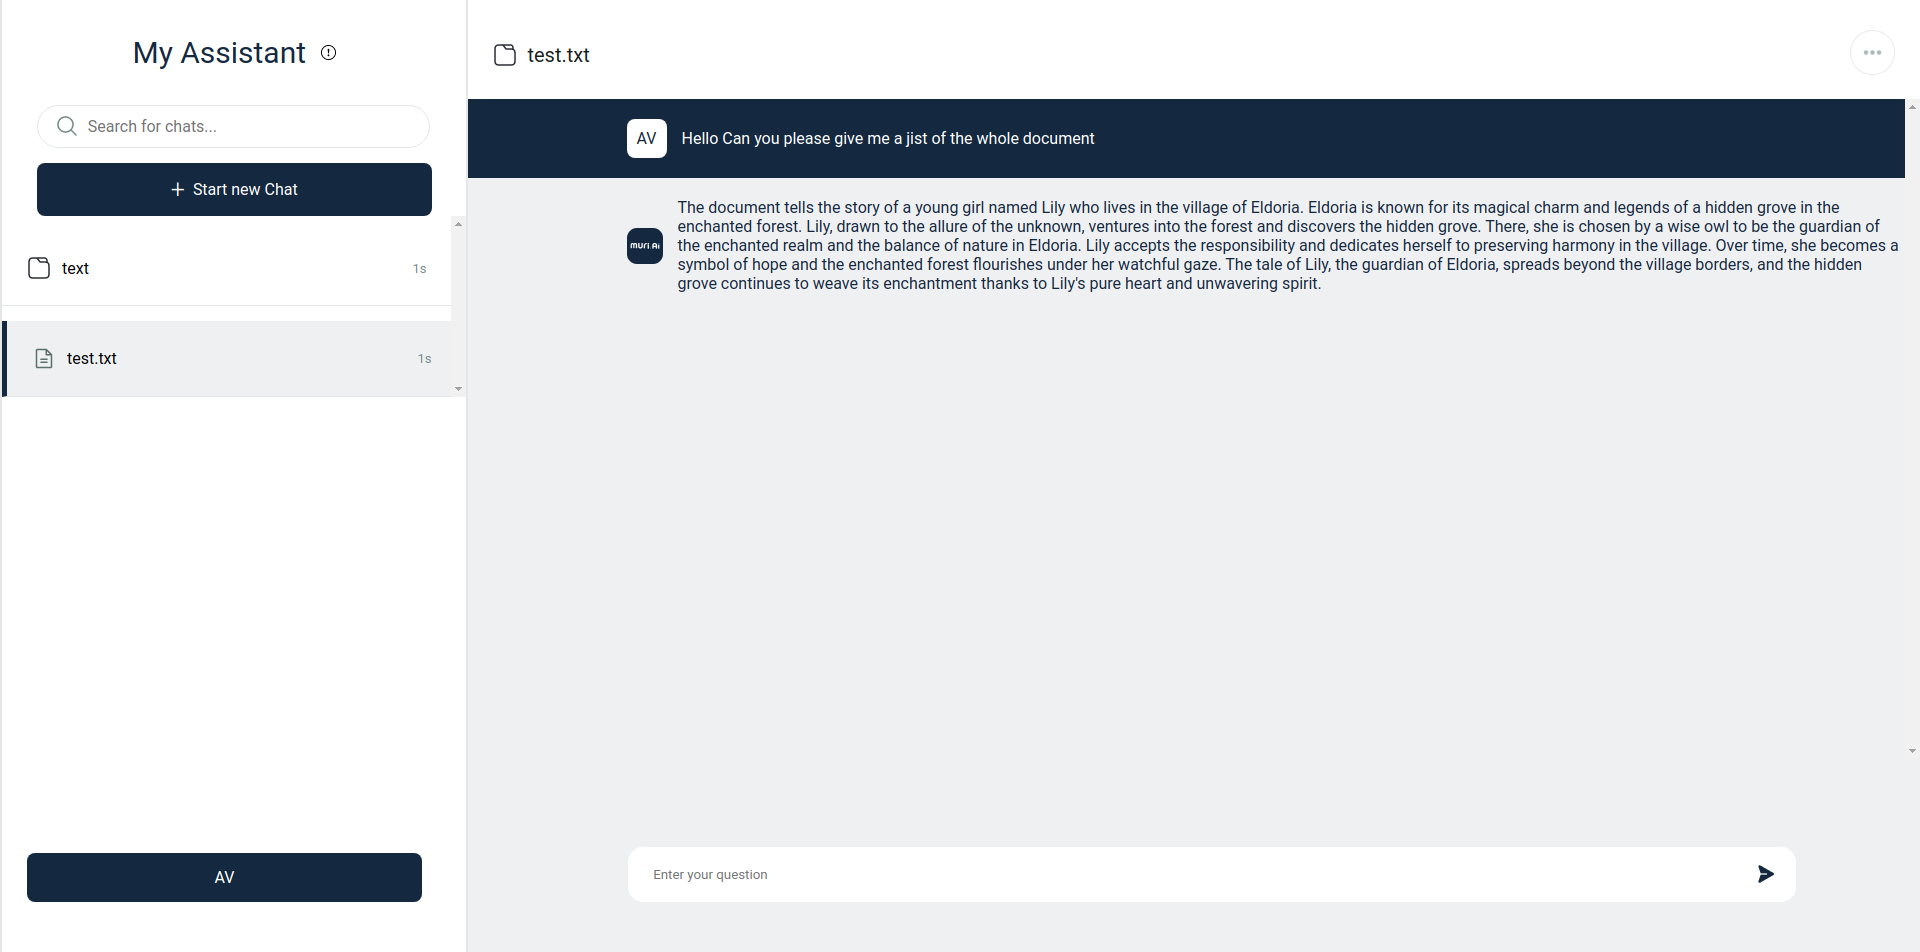 My Assistant
Search for chats...
+ Start new Chat
text 1s
test.txt 1s
AV
test.txt
AV Hello Can you please give me a jist of the whole document
The document tells the story of a young girl named Lily who lives in the village of Eldoria. Eldoria is known for its magical charm and legends of a hidden grove in the
enchanted forest. Lily, drawn to the allure of the unknown, ventures into the forest and discovers the hidden grove. There, she is chosen by a wise owl to be the guardian of
muri.Ai the enchanted realm and the balance of nature in Eldoria. Lily accepts the responsibility and dedicates herself to preserving harmony in the village. Over time, she becomes a
symbol of hope and the enchanted forest flourishes under her watchful gaze. The tale of Lily, the guardian of Eldoria, spreads beyond the village borders, and the hidden
grove continues to weave its enchantment thanks to Lily's pure heart and unwavering spirit.
Enter your question